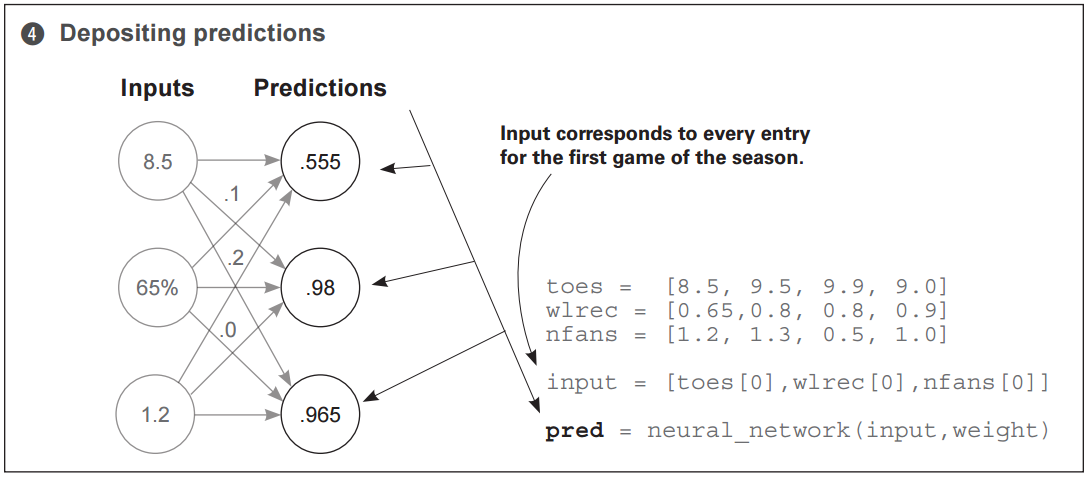 4 Depositing predictions
Inputs Predictions
8.5
.555
.1
.2
65%
.98
.0
1.2
.965
Input corresponds to every entry
for the first game of the season.
toes = [8.5, 9.5, 9.9, 9.0]
wlrec = [0.65,0.8, 0.8, 0.9]
nfans = [1.2, 1.3, 0.5, 1.0]
input = [toes[0],wlrec[0],nfans[0]]
pred = neural_network(input,weight)